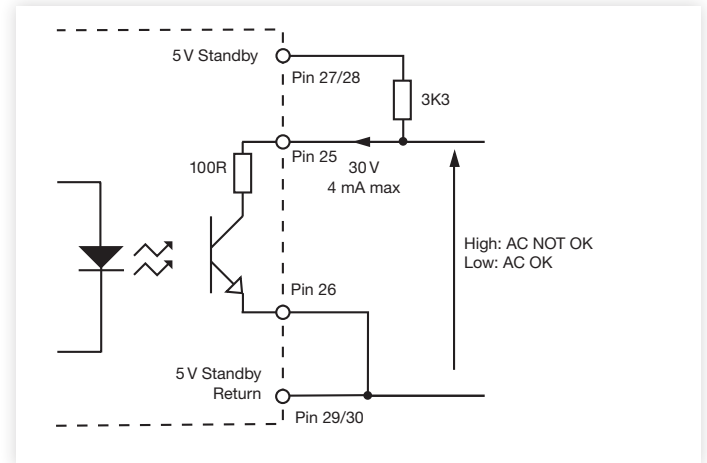 5 V Standby
Pin 27/28
3K3
Pin 25
100R
30 V
4 mA max
High: AC NOT OK
Low: AC OK
Pin 26
5 V Standby
Return
Pin 29/30